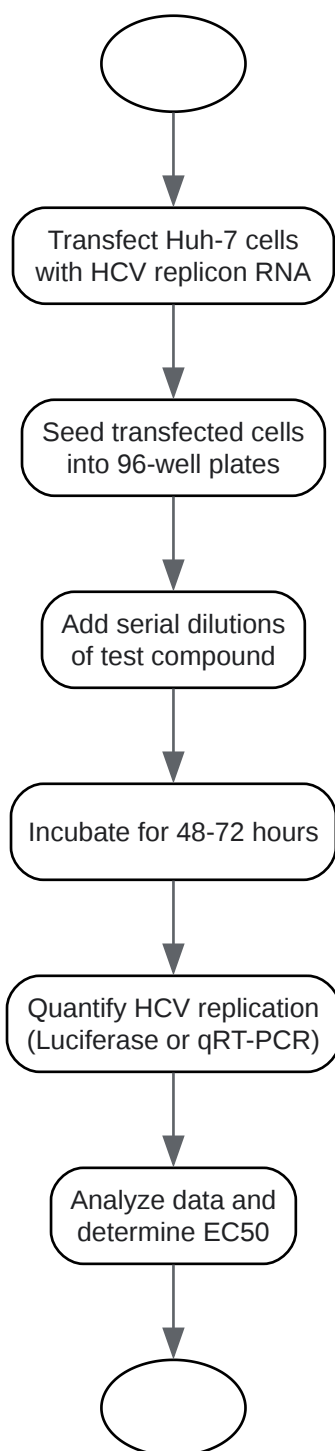 Transfect Huh-7 cells
with HCV replicon RNA
Seed transfected cells
into 96-well plates
Add serial dilutions
of test compound
Incubate for 48-72 hours
Quantify HCV replication
(Luciferase or qRT-PCR)
Analyze data and
determine EC50